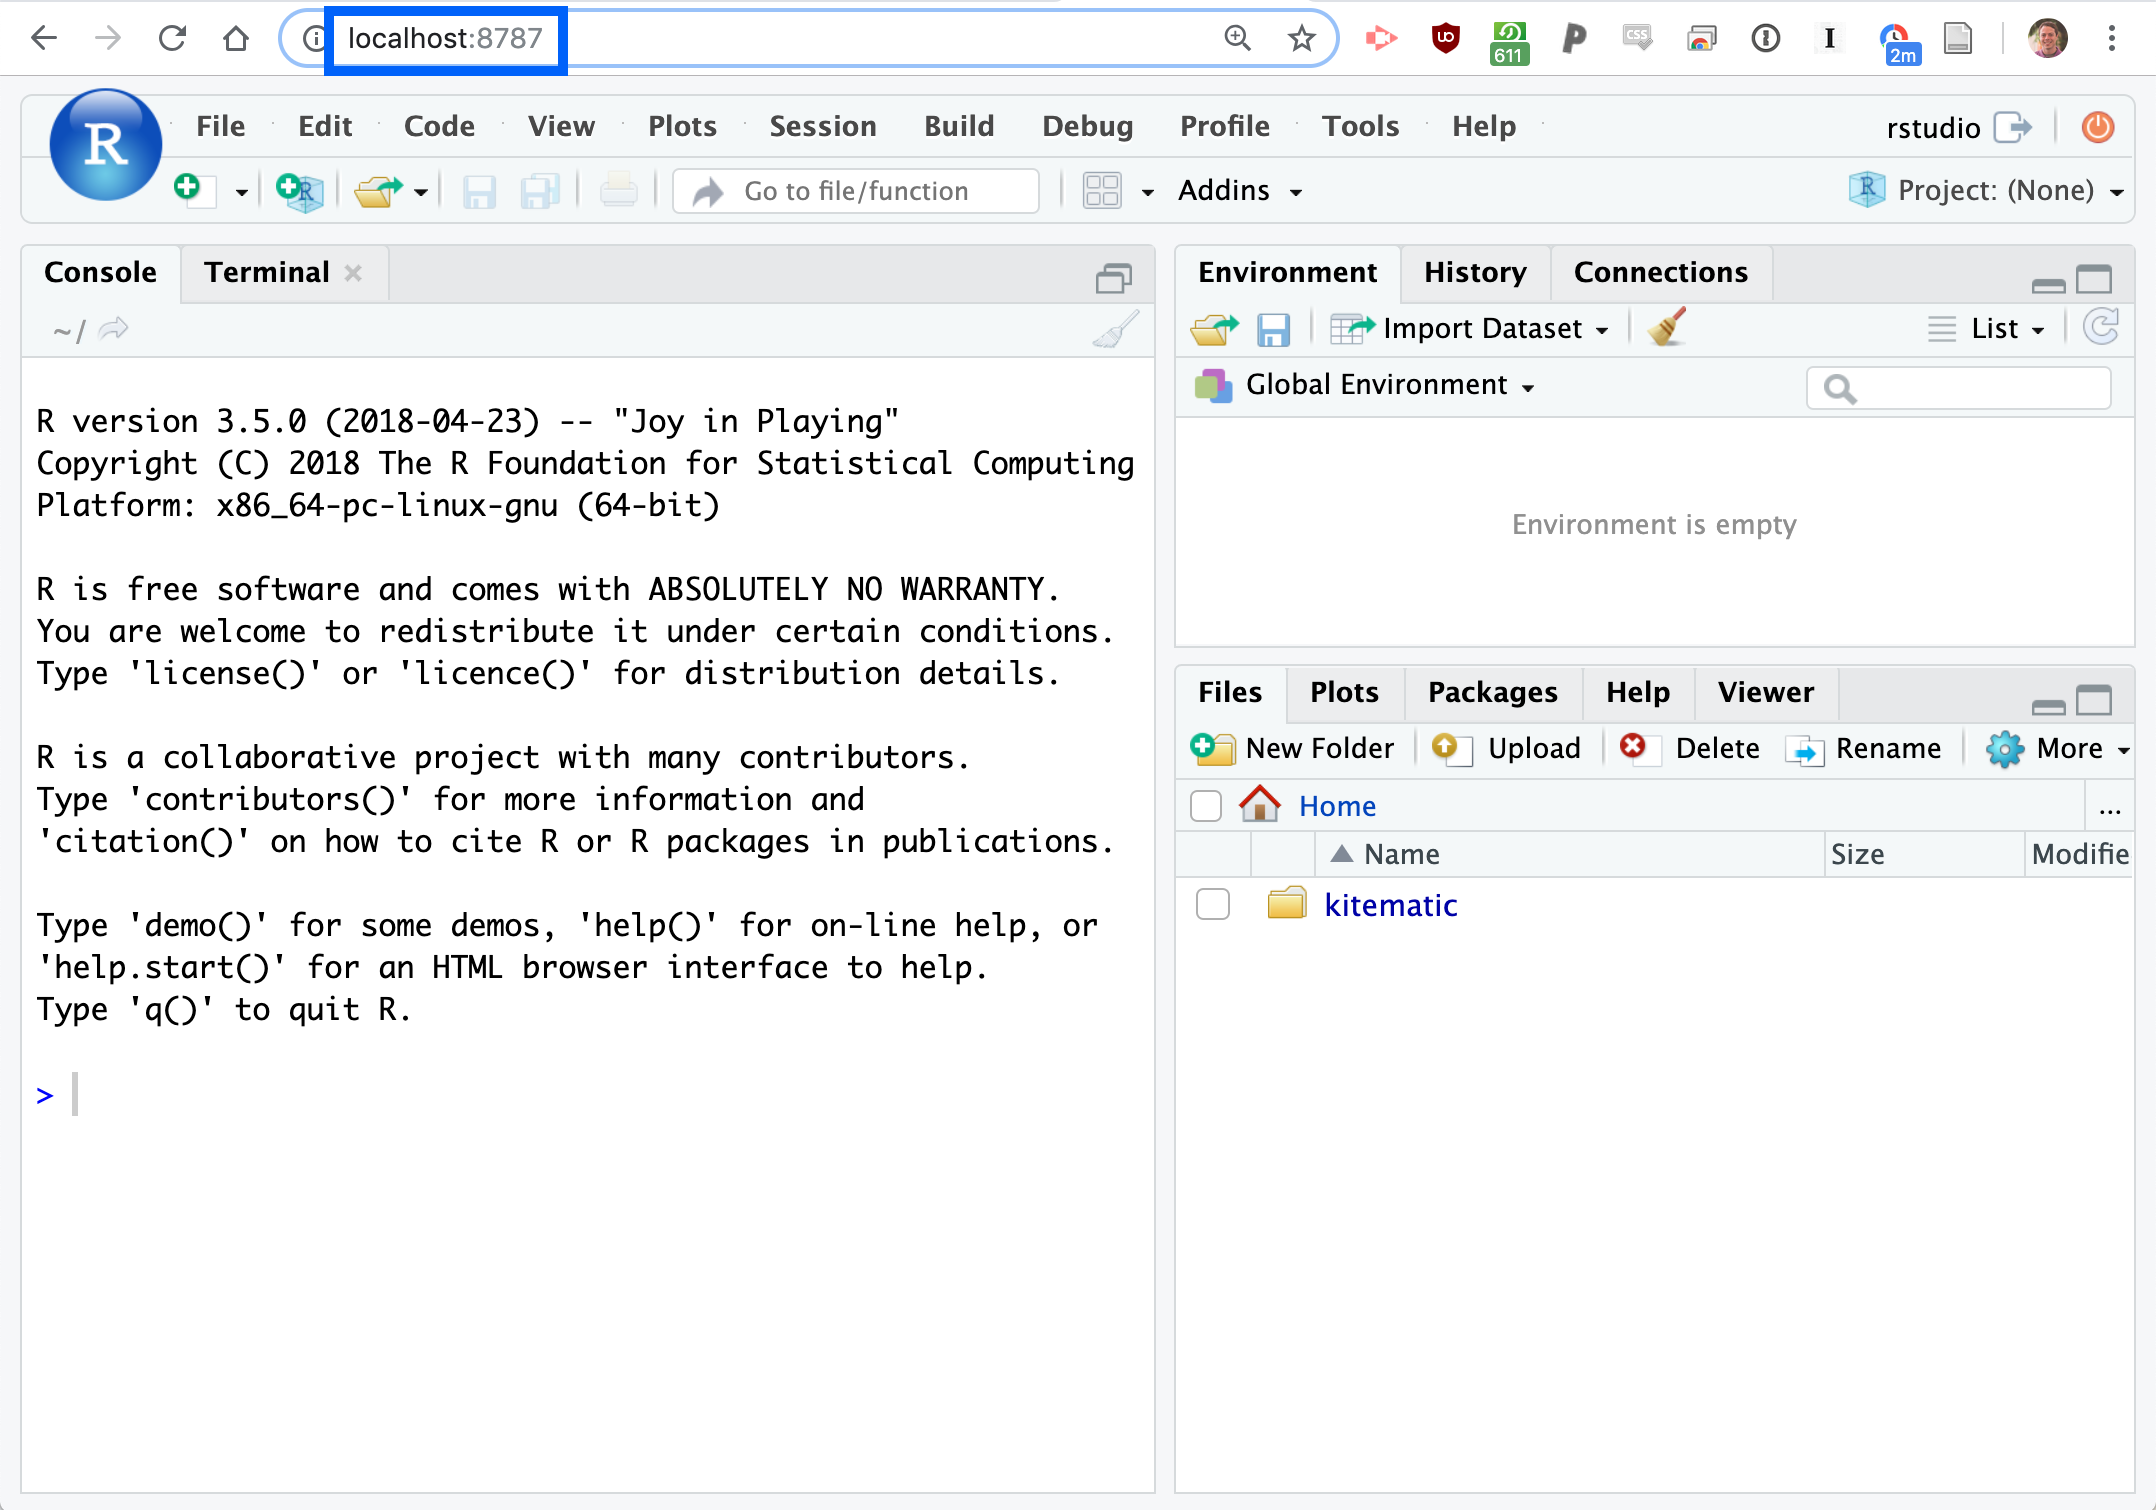 localhost:8787
611
CSS
2m
R
File Edit Code View Plots Session Build Debug Profile Tools Help
rstudio
Go to file/function
Addins
Project: (None)
Console Terminal
~/
R version 3.5.0 (2018-04-23) -- "Joy in Playing"
Copyright (C) 2018 The R Foundation for Statistical Computing
Platform: x86_64-pc-linux-gnu (64-bit)
R is free software and comes with ABSOLUTELY NO WARRANTY.
You are welcome to redistribute it under certain conditions.
Type 'license()' or 'licence()' for distribution details.
R is a collaborative project with many contributors.
Type 'contributors()' for more information and
'citation()' on how to cite R or R packages in publications.
Type 'demo()' for some demos, 'help()' for on-line help, or
'help.start()' for an HTML browser interface to help.
Type 'q()' to quit R.
>
Environment History Connections
Import Dataset
List
Global Environment
Environment is empty
Files Plots Packages Help Viewer
New Folder Upload Delete Rename More
Home
...
Name Size Modifie
kitematic